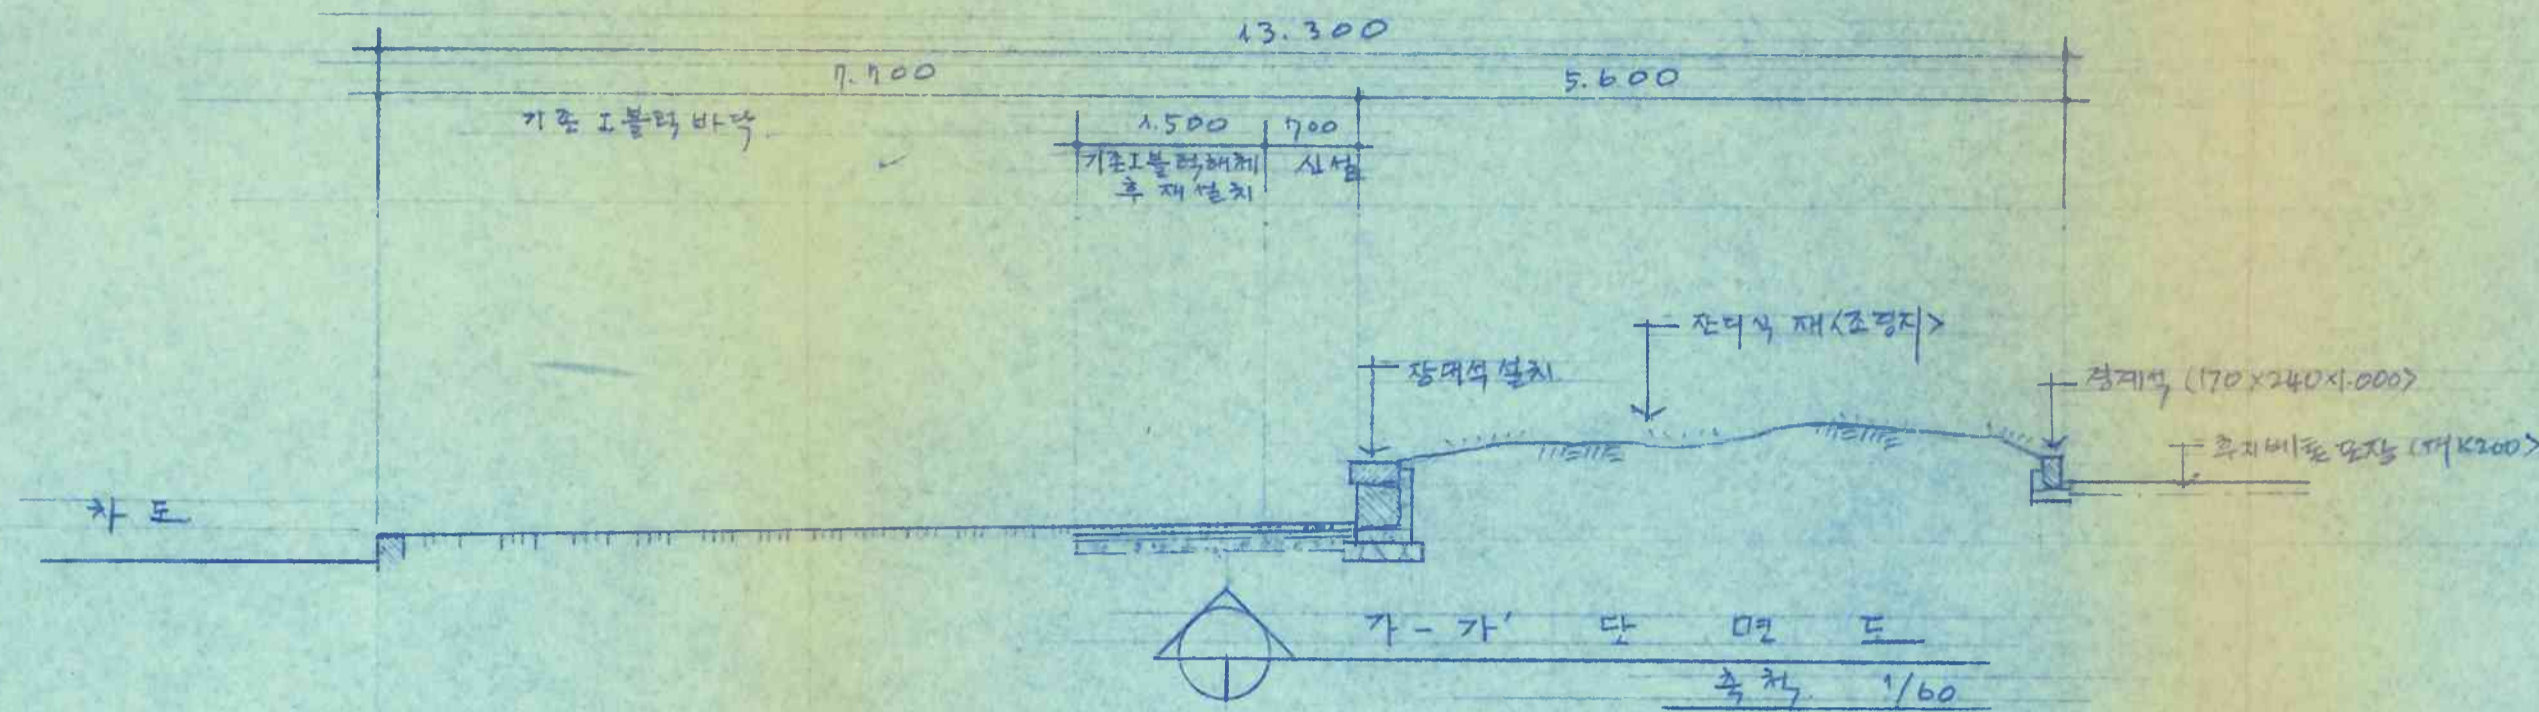 13.300
7.700
5.600
기존 I블럭 바닥
1.500
700
기존I블럭해체
후 재설치
신설
잔디식재<조경지>
장대석 설치
경계석 (170×240×1.000>
차 도
가 - 가' 단 면 도
축척. 1/60